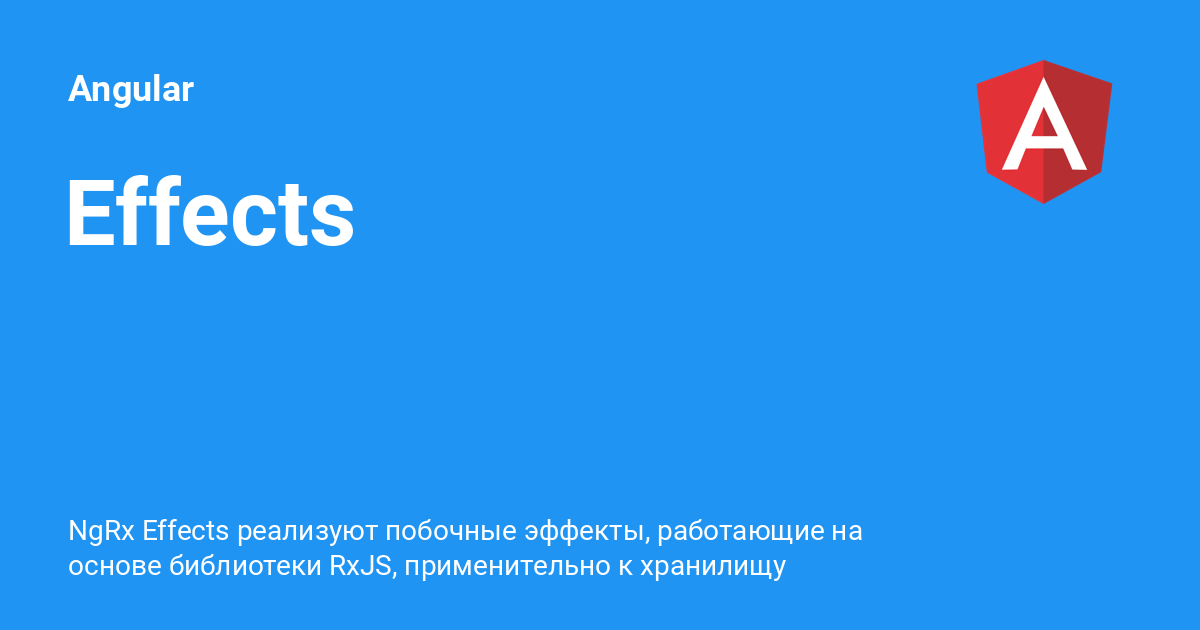 Angular
Effects
NgRx Effects реализуют побочные эффекты, работающие на
основе библиотеки RxJS, применительно к хранилищу